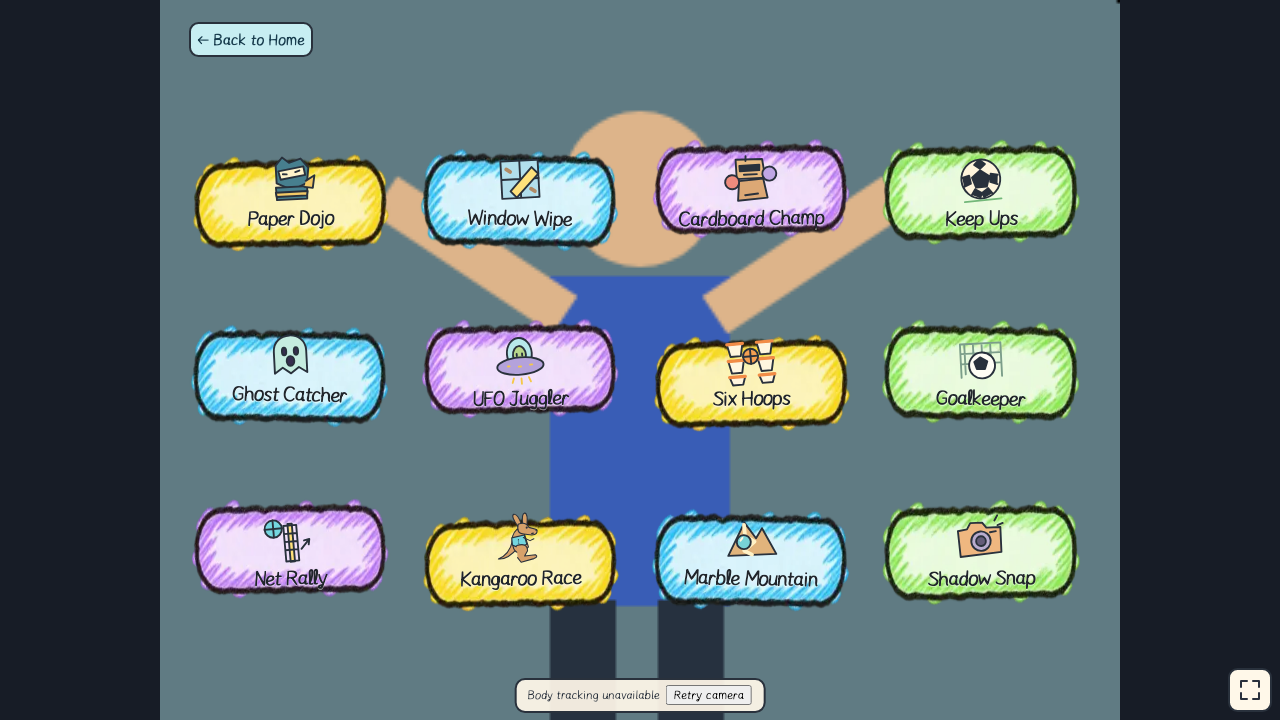 ← Back to Home
Paper Dojo
Window Wipe
Cardboard Champ
Keep Ups
Ghost Catcher
UFO Juggler
Six Hoops
Goalkeeper
Net Rally
Kangaroo Race
Marble Mountain
Shadow Snap
Body tracking unavailable Retry camera